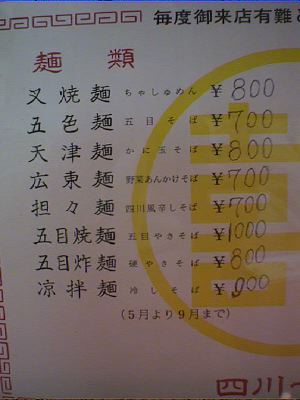 毎度御来店有難
麺類
叉焼麺 ちゃしゅめん ¥800
五色麺 五目そば ¥700
天津麺 かに玉そば ¥800
広東麺 野菜あんかけそば ¥700
担々麺 四川風辛しそば ¥700
五目焼麺 五目やきそば ¥1000
五目炸麺 硬やきそば ¥800
凉拌麺 冷しそば ¥900
(5月より9月まで)
四川